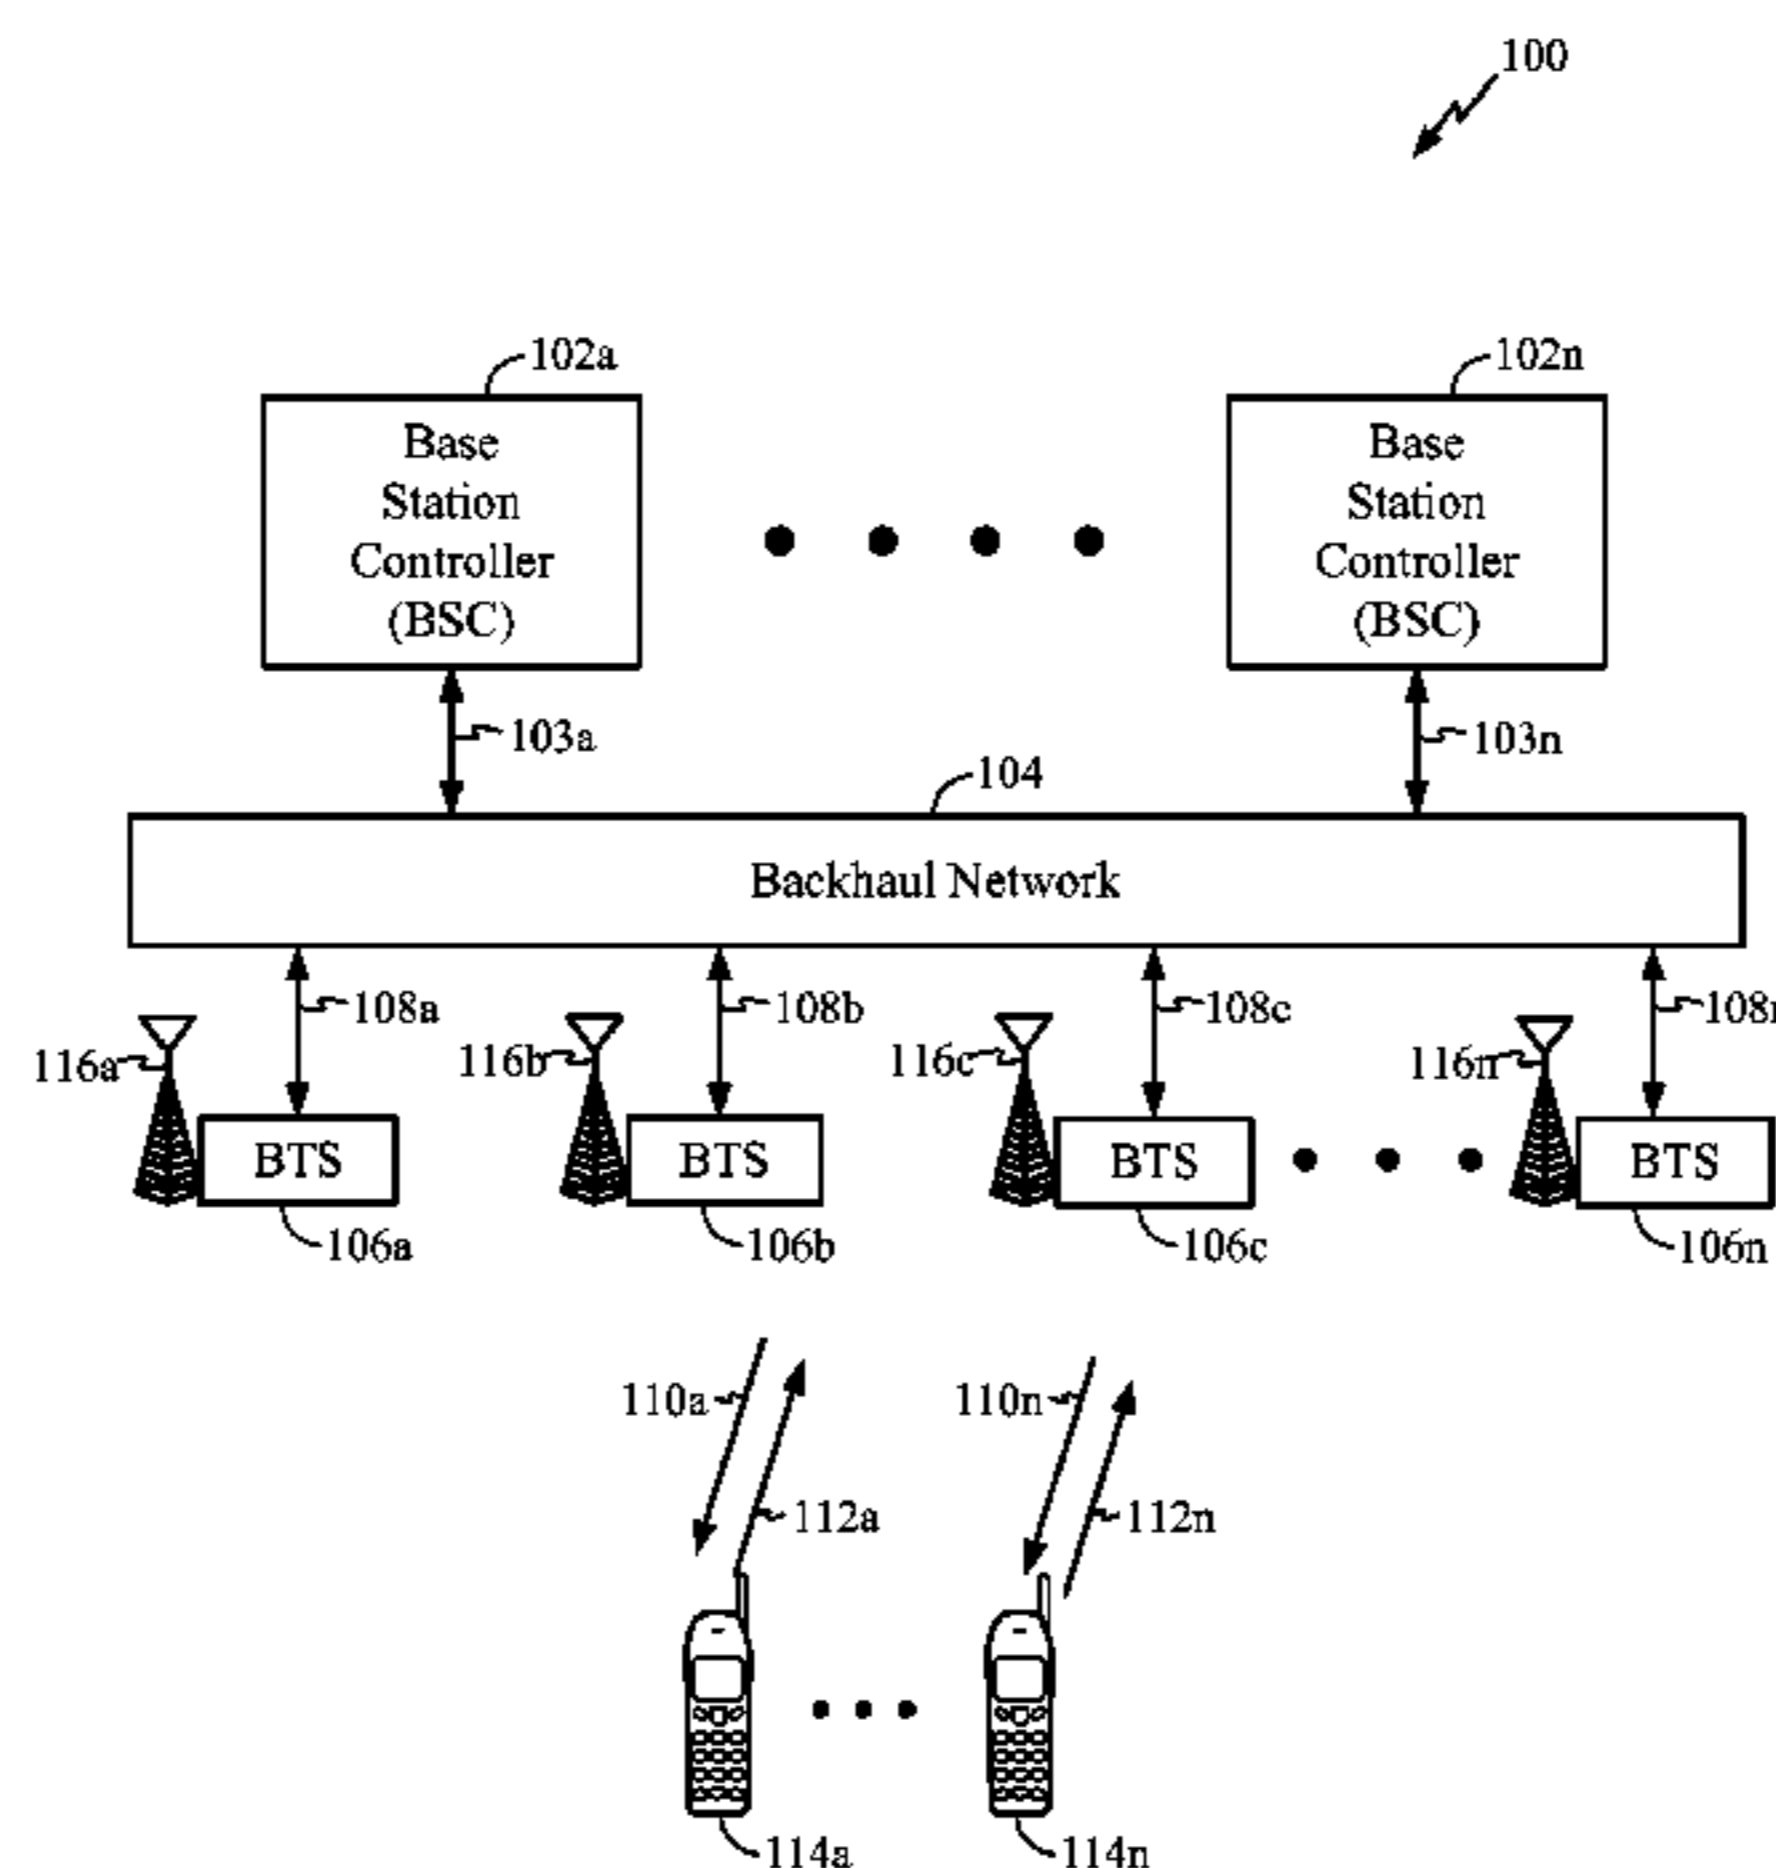 100
102a
102n
Base
Station
Controller
(BSC)
Base
Station
Controller
(BSC)
103a
103n
104
Backhaul Network
108a
108b
108c
116a
116b
116c
116n
BTS
BTS
BTS
BTS
106a
106b
106c
106n
110a
110n
112a
112n
114a
114n